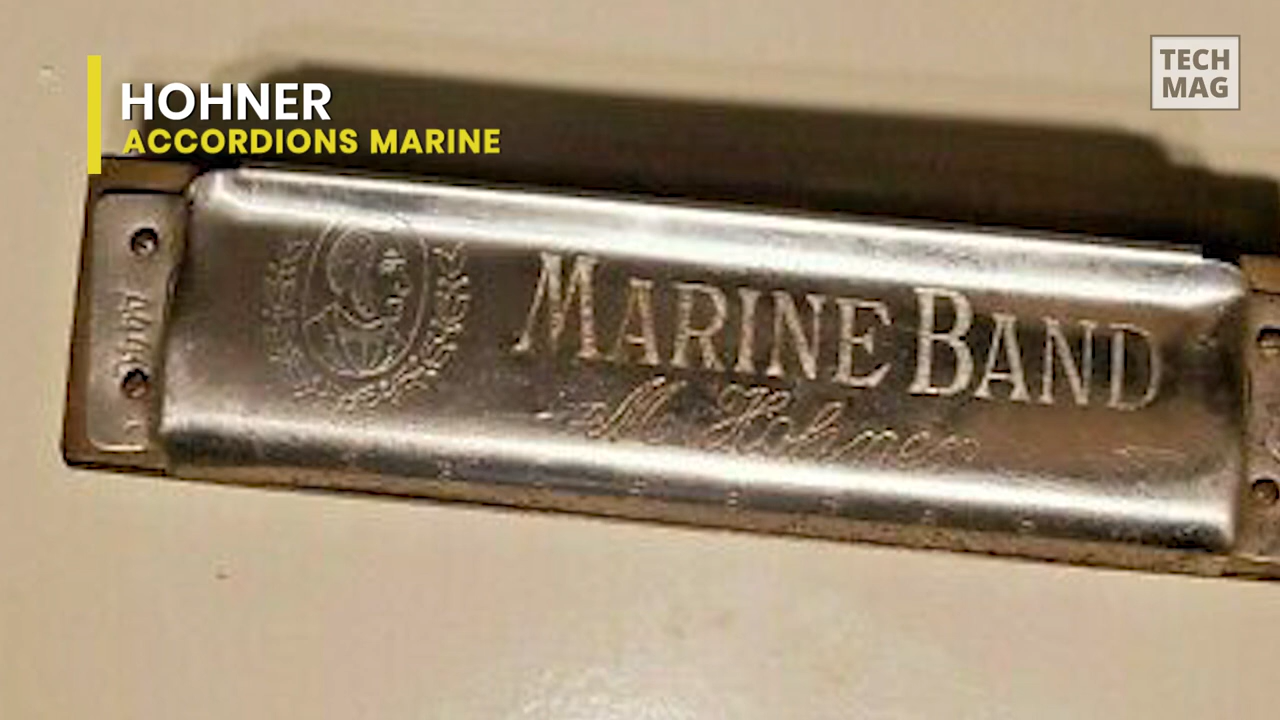 HOHNER
ACCORDIONS MARINE
TECH
MAG
MARINE BAND
M. Hohner